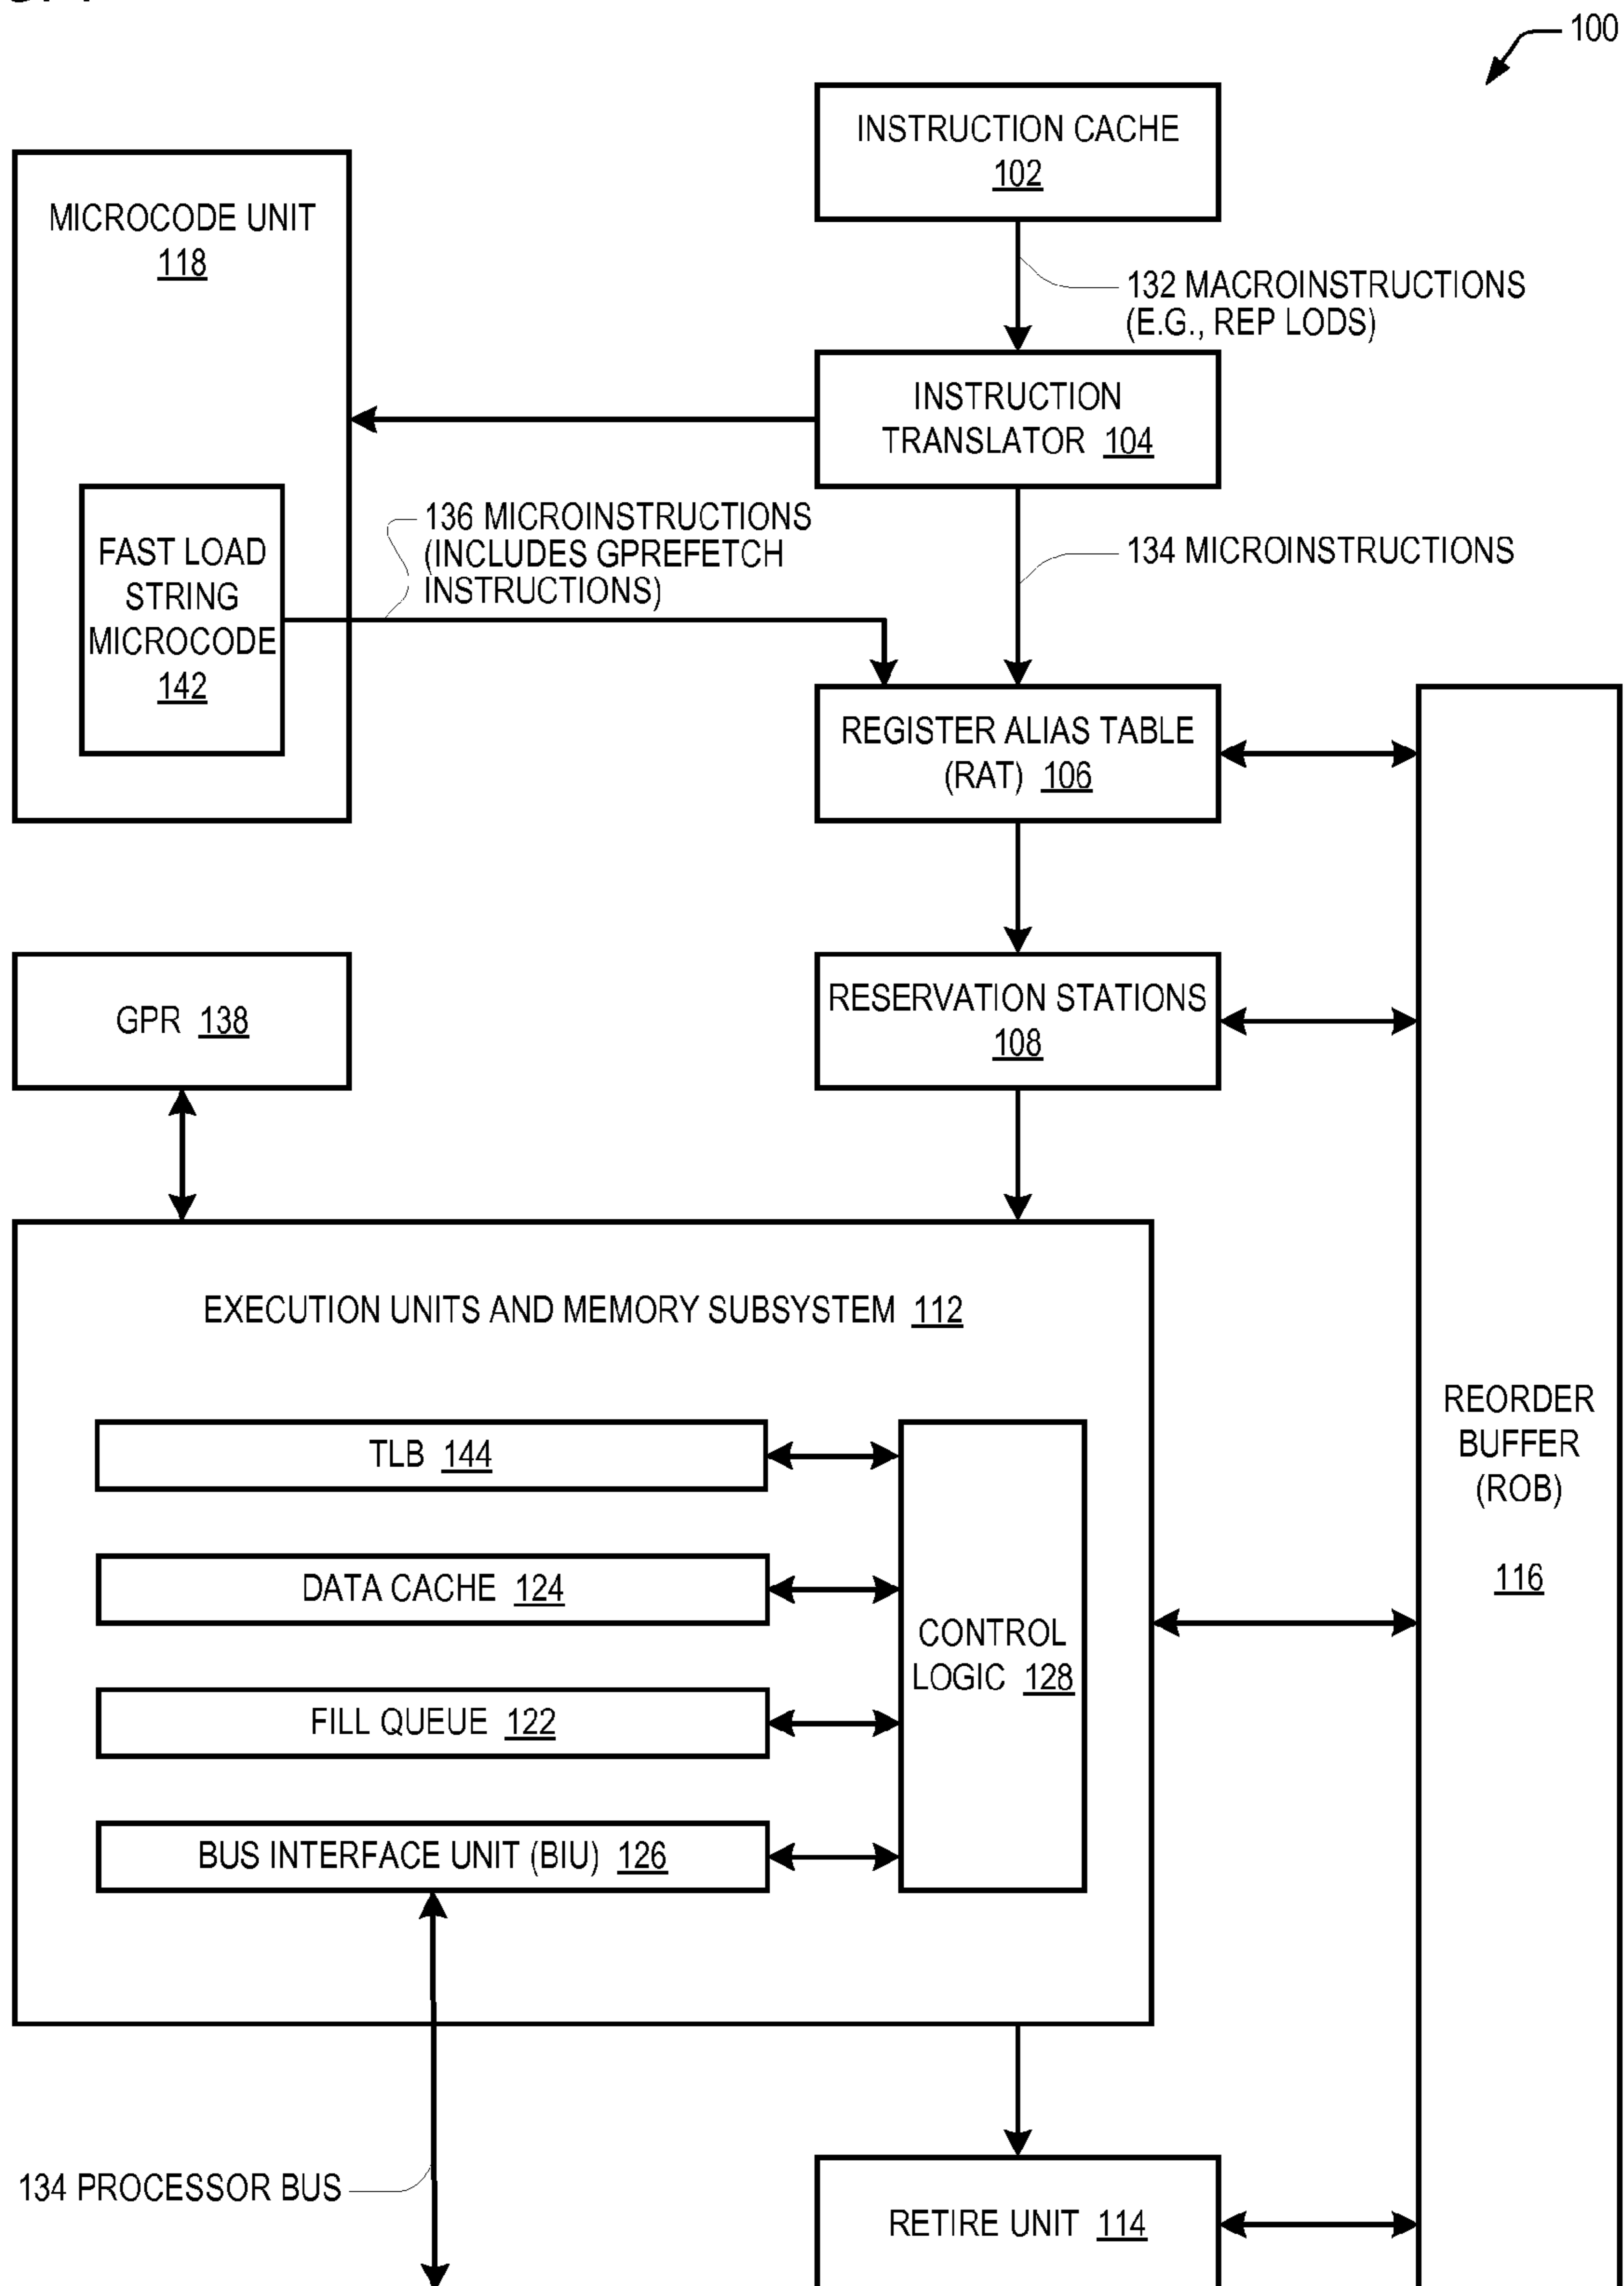 100
INSTRUCTION CACHE
102
MICROCODE UNIT
118
132 MACROINSTRUCTIONS
(E.G., REP LODS)
INSTRUCTION
TRANSLATOR 104
136 MICROINSTRUCTIONS
(INCLUDES GPREFETCH
INSTRUCTIONS)
134 MICROINSTRUCTIONS
FAST LOAD
STRING
MICROCODE
142
REGISTER ALIAS TABLE
(RAT) 106
GPR 138
RESERVATION STATIONS
108
EXECUTION UNITS AND MEMORY SUBSYSTEM 112
TLB 144
DATA CACHE 124
FILL QUEUE 122
BUS INTERFACE UNIT (BIU) 126
CONTROL
LOGIC 128
REORDER
BUFFER
(ROB)
116
134 PROCESSOR BUS
RETIRE UNIT 114